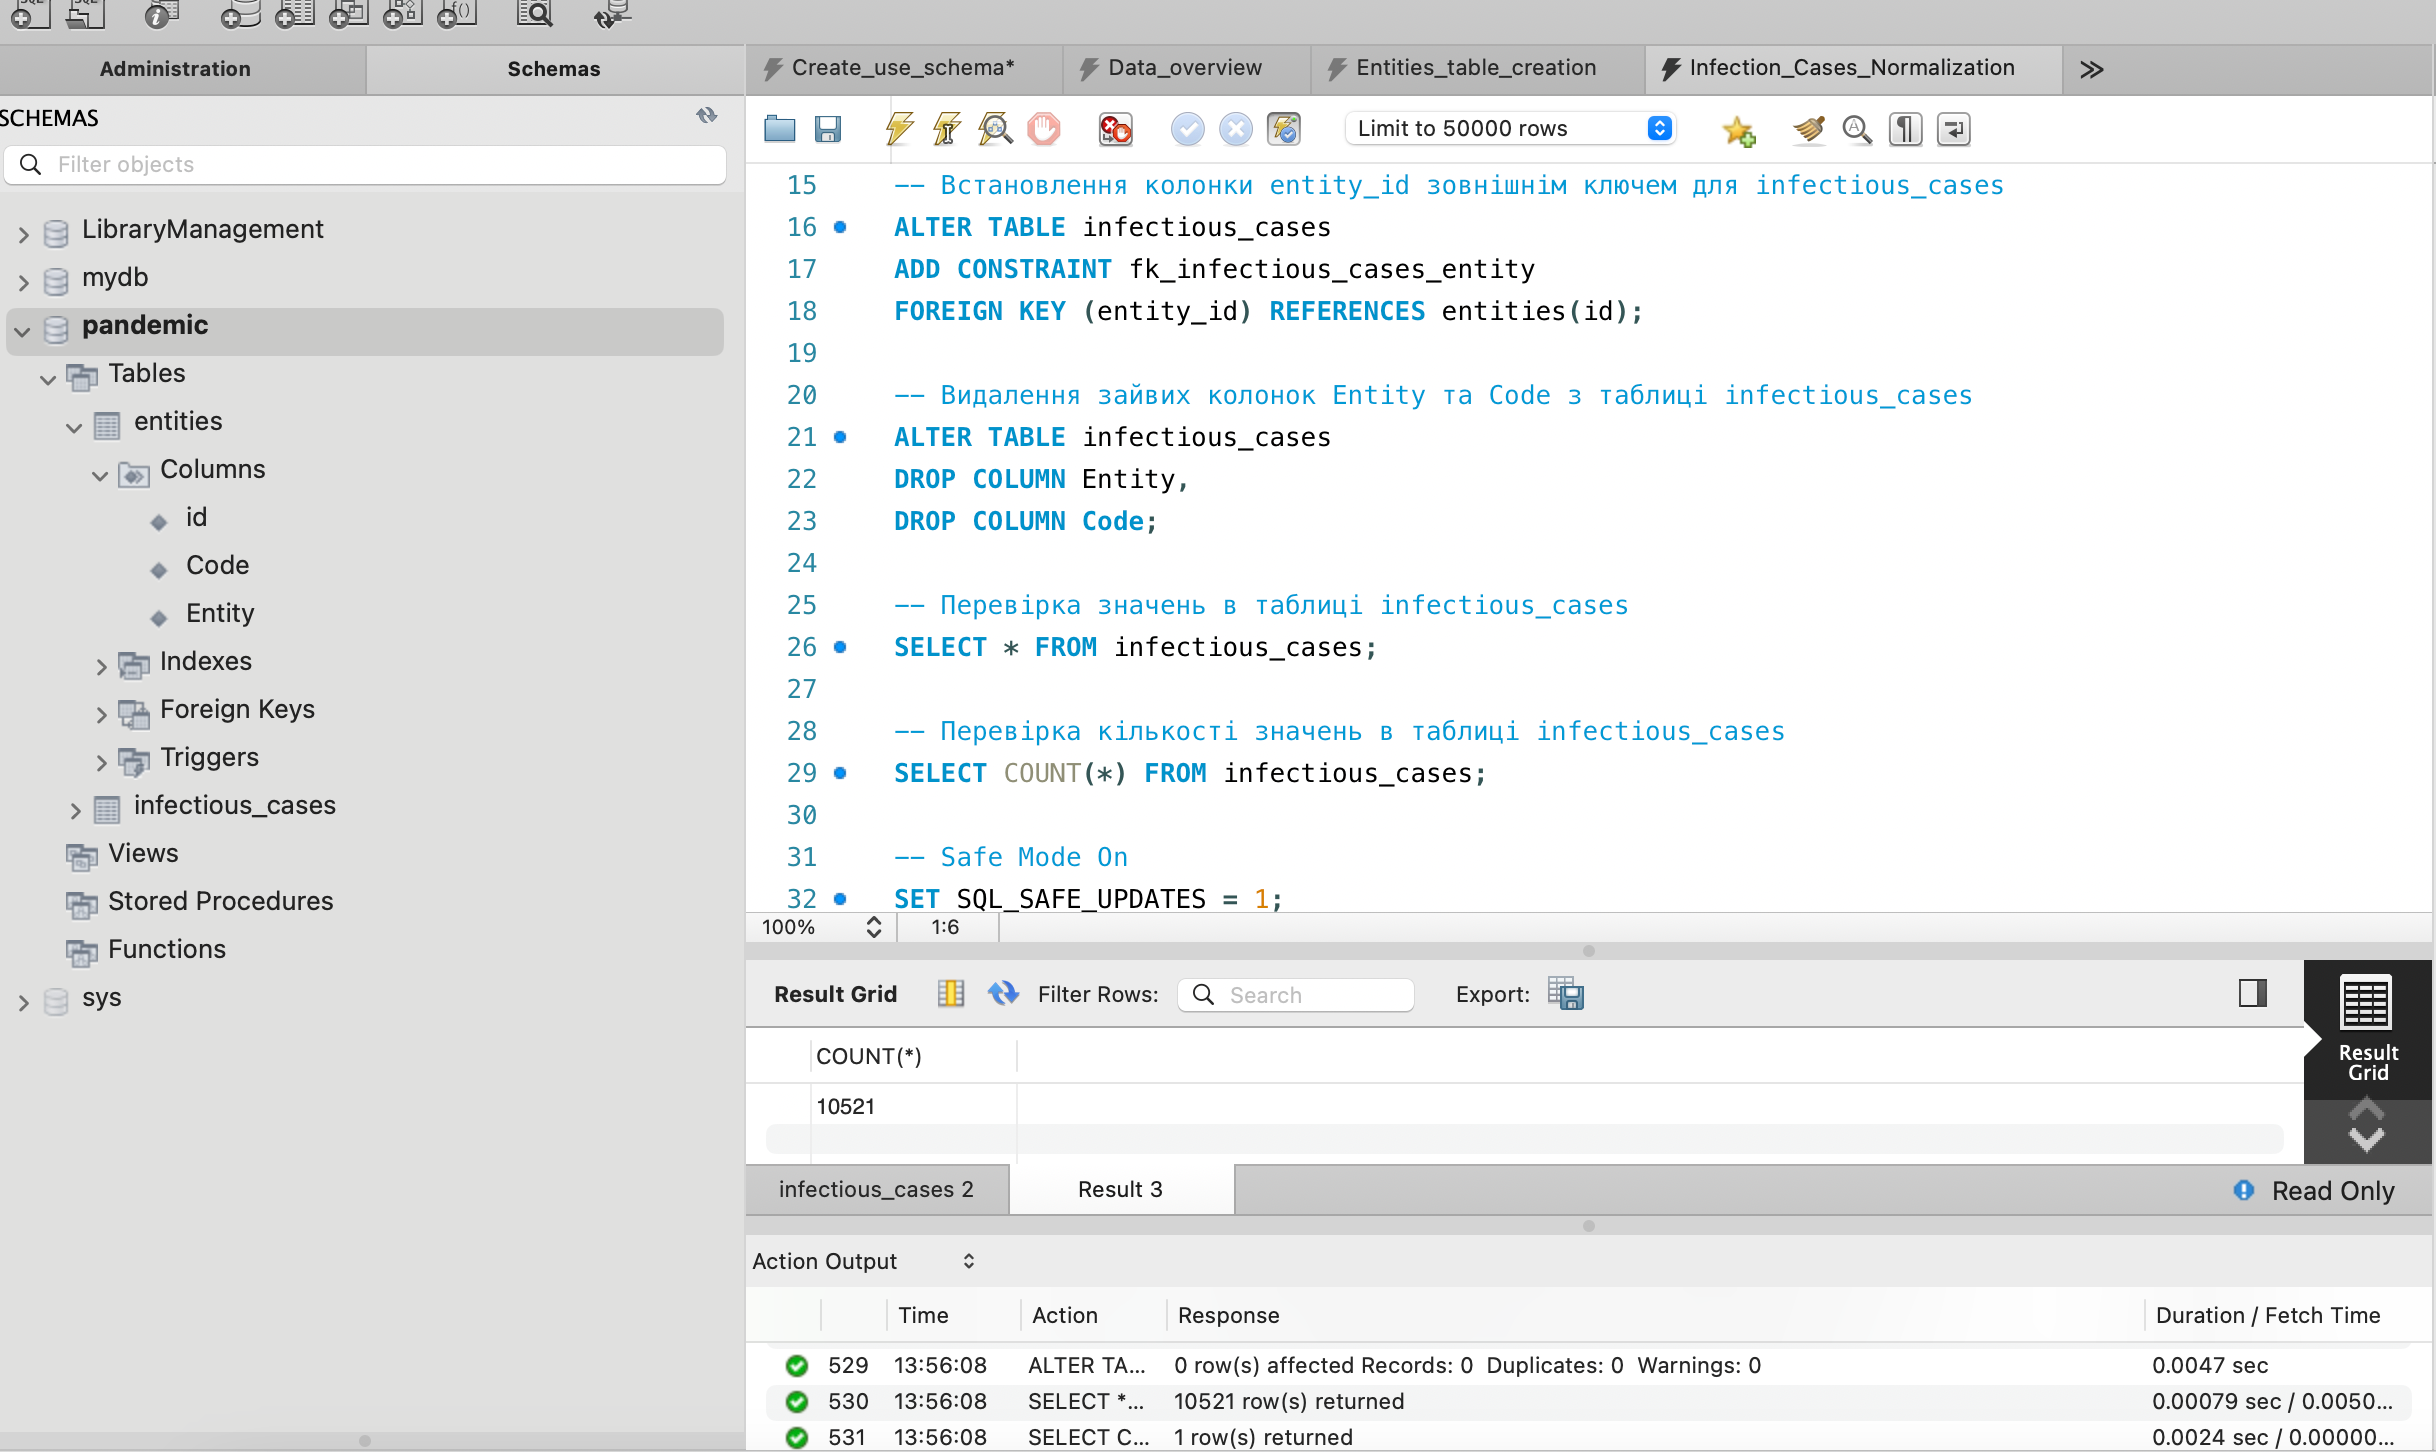 Administration
Schemas
Create_use_schema*
Data_overview
Entities_table_creation
Infection_Cases_Normalization
SCHEMAS
Filter objects
LibraryManagement
mydb
pandemic
Tables
entities
Columns
id
Code
Entity
Indexes
Foreign Keys
Triggers
infectious_cases
Views
Stored Procedures
Functions
sys
Limit to 50000 rows
15 -- Встановлення колонки entity_id зовнішнім ключем для infectious_cases
16 ALTER TABLE infectious_cases
17 ADD CONSTRAINT fk_infectious_cases_entity
18 FOREIGN KEY (entity_id) REFERENCES entities(id);
19
20 -- Видалення зайвих колонок Entity та Code з таблиці infectious_cases
21 ALTER TABLE infectious_cases
22 DROP COLUMN Entity,
23 DROP COLUMN Code;
24
25 -- Перевірка значень в таблиці infectious_cases
26 SELECT * FROM infectious_cases;
27
28 -- Перевірка кількості значень в таблиці infectious_cases
29 SELECT COUNT(*) FROM infectious_cases;
30
31 -- Safe Mode On
32 SET SQL_SAFE_UPDATES = 1;
100% 1:6
Result Grid Filter Rows: Search Export:
COUNT(*)
10521
Result
Grid
infectious_cases 2 Result 3 Read Only
Action Output
Time Action Response Duration / Fetch Time
529 13:56:08 ALTER TA... 0 row(s) affected Records: 0 Duplicates: 0 Warnings: 0 0.0047 sec
530 13:56:08 SELECT *... 10521 row(s) returned 0.00079 sec / 0.0050...
531 13:56:08 SELECT C... 1 row(s) returned 0.0024 sec / 0.00000...